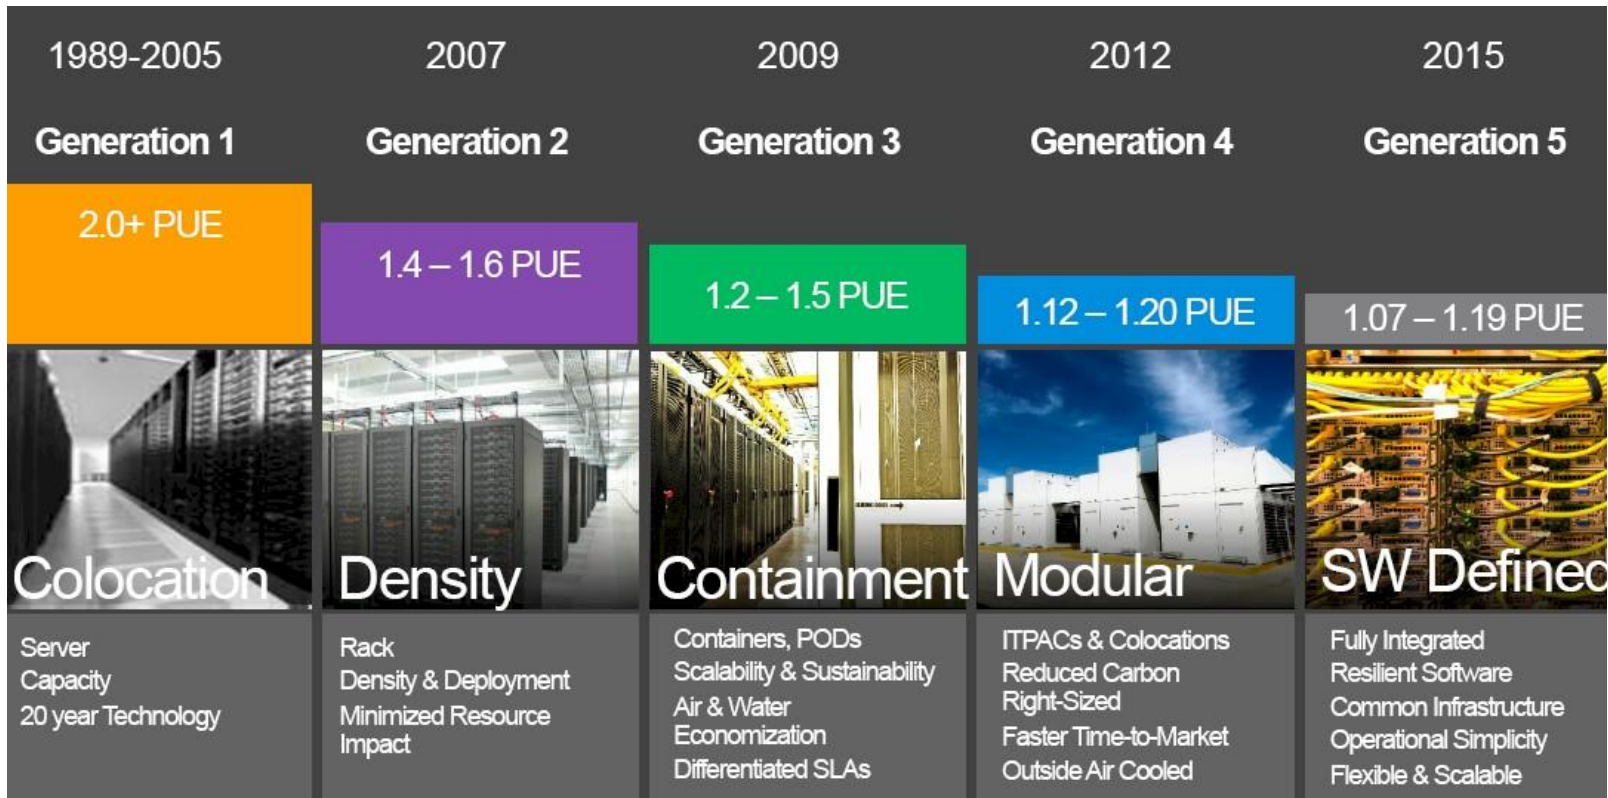 1989-2005
Generation 1
2.0+ PUE
Colocation
Server
Capacity
20 year Technology
2007
Generation 2
1.4 – 1.6 PUE
Density
Rack
Density & Deployment
Minimized Resource
Impact
2009
Generation 3
1.2 – 1.5 PUE
Containment
Containers, PODs
Scalability & Sustainability
Air & Water
Economization
Differentiated SLAs
2012
Generation 4
1.12 – 1.20 PUE
Modular
ITPACs & Colocations
Reduced Carbon
Right-Sized
Faster Time-to-Market
Outside Air Cooled
2015
Generation 5
1.07 – 1.19 PUE
SW Defined
Fully Integrated
Resilient Software
Common Infrastructure
Operational Simplicity
Flexible & Scalable